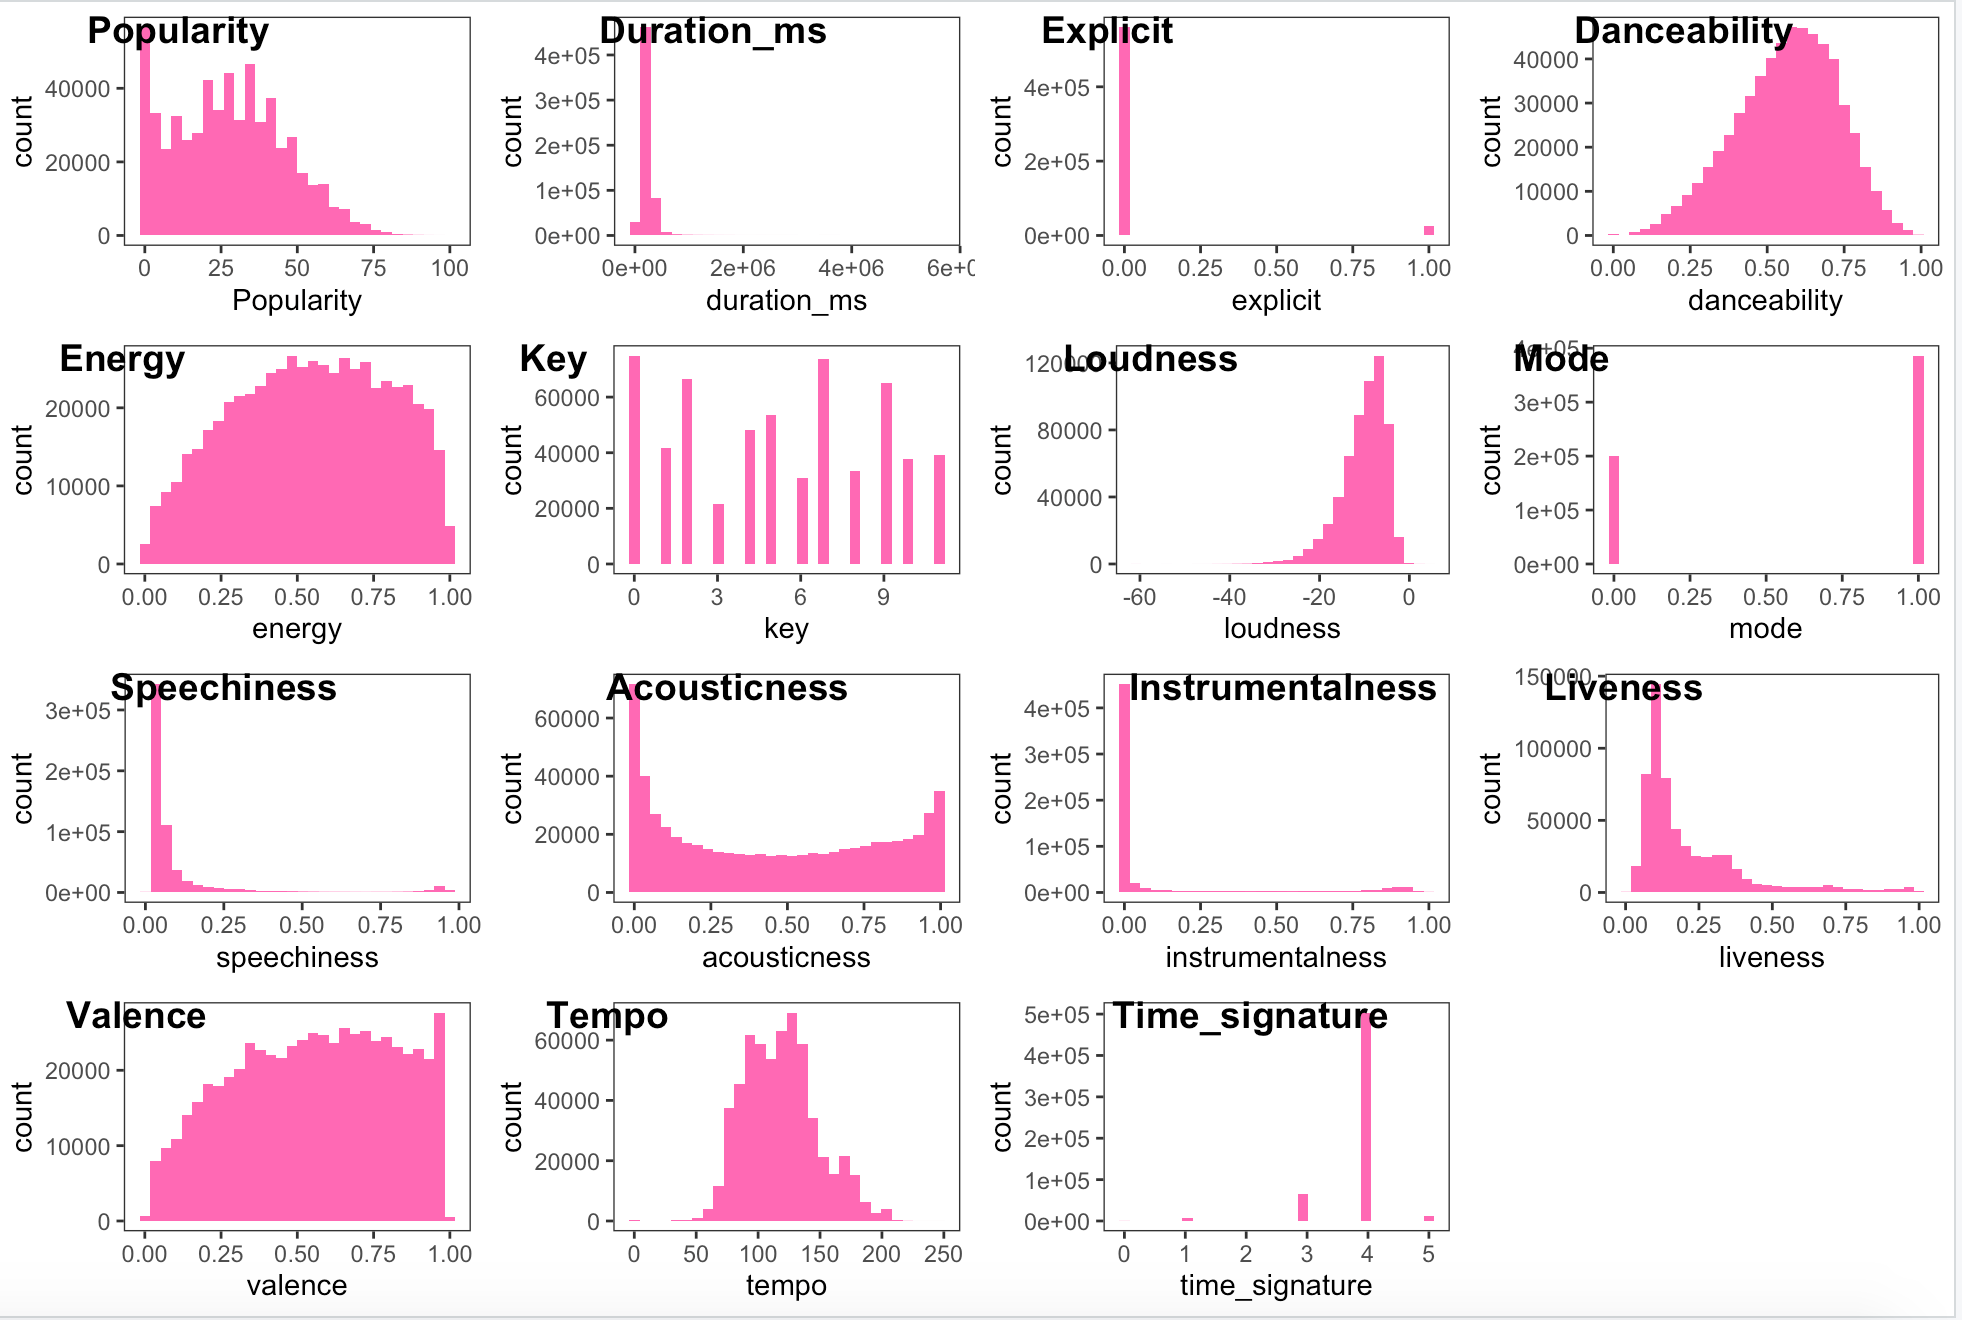 Popularity
count
40000
20000
0
0 25 50 75 100
Popularity
Duration_ms
count
4e+05
3e+05
2e+05
1e+05
0e+00
0e+00 2e+06 4e+06
duration_ms
Explicit
count
4e+05
2e+05
0e+00
0.00 0.25 0.50 0.75 1.00
explicit
Danceability
count
40000
30000
20000
10000
0
0.00 0.25 0.50 0.75 1.00
danceability
Energy
count
20000
10000
0
0.00 0.25 0.50 0.75 1.00
energy
Key
count
60000
40000
20000
0
0 3 6 9
key
Loudness
count
80000
40000
0
-60 -40 -20 0
loudness
Mode
count
4e+05
3e+05
2e+05
1e+05
0e+00
0.00 0.25 0.50 0.75 1.00
mode
Speechiness
count
3e+05
2e+05
1e+05
0e+00
0.00 0.25 0.50 0.75 1.00
speechiness
Acousticness
count
60000
40000
20000
0
0.00 0.25 0.50 0.75 1.00
acousticness
Instrumentalness
count
4e+05
3e+05
2e+05
1e+05
0e+00
0.00 0.25 0.50 0.75 1.00
instrumentalness
Liveness
count
150000
100000
50000
0
0.00 0.25 0.50 0.75 1.00
liveness
Valence
count
20000
10000
0
0.00 0.25 0.50 0.75 1.00
valence
Tempo
count
60000
40000
20000
0
0 50 100 150 200 250
tempo
Time_signature
count
5e+05
4e+05
3e+05
2e+05
1e+05
0e+00
0 1 2 3 4 5
time_signature